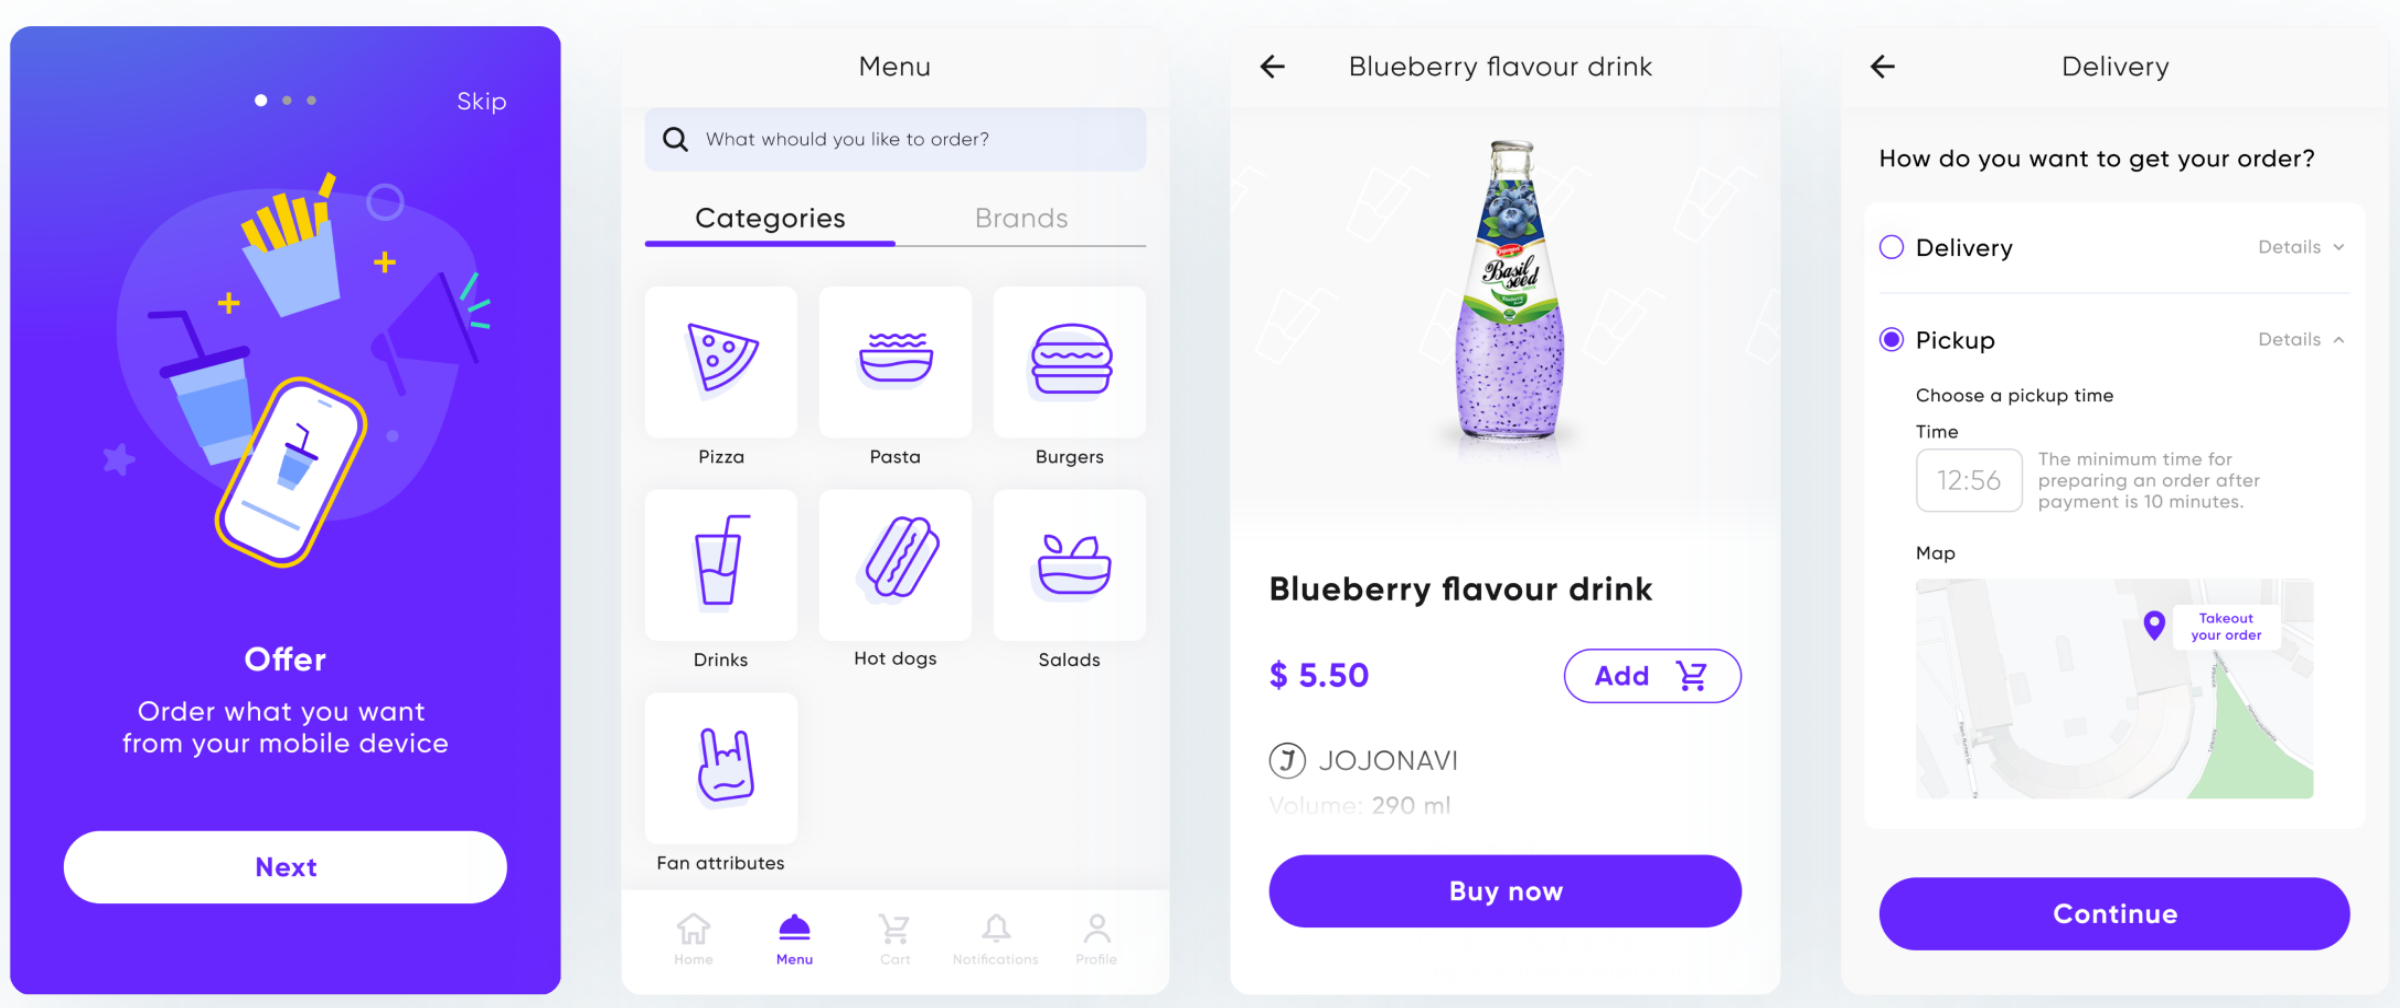 Skip
Offer
Order what you want
from your mobile device
Next
Menu
What whould you like to order?
Categories
Brands
Pizza
Pasta
Burgers
Drinks
Hot dogs
Salads
Fan attributes
Home
Menu
Cart
Notifications
Profile
Blueberry flavour drink
Basil
seed
Blueberry flavour drink
$ 5.50
Add
J JOJONAVI
Volume: 290 ml
Buy now
Delivery
How do you want to get your order?
Delivery
Details
Pickup
Details
Choose a pickup time
Time
12:56
The minimum time for
preparing an order after
payment is 10 minutes.
Map
Takeout
your order
Continue